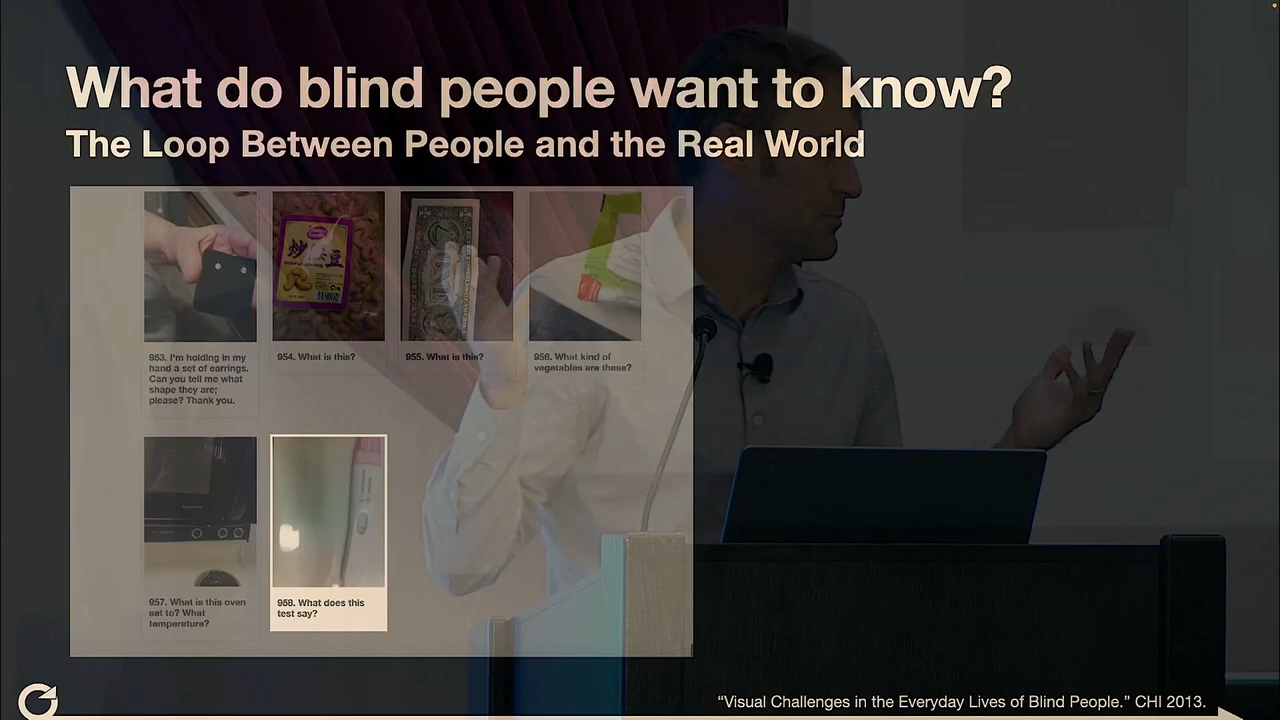 What do blind people want to know?
The Loop Between People and the Real World
953. I'm holding in my
hand a set of earrings.
Can you tell me what
shape they are;
please? Thank you.
954. What is this?
955. What is this?
956. What kind of
vegetables are these?
957. What is this oven
set to? What
temperature?
958. What does this
test say?
"Visual Challenges in the Everyday Lives of Blind People." CHI 2013.